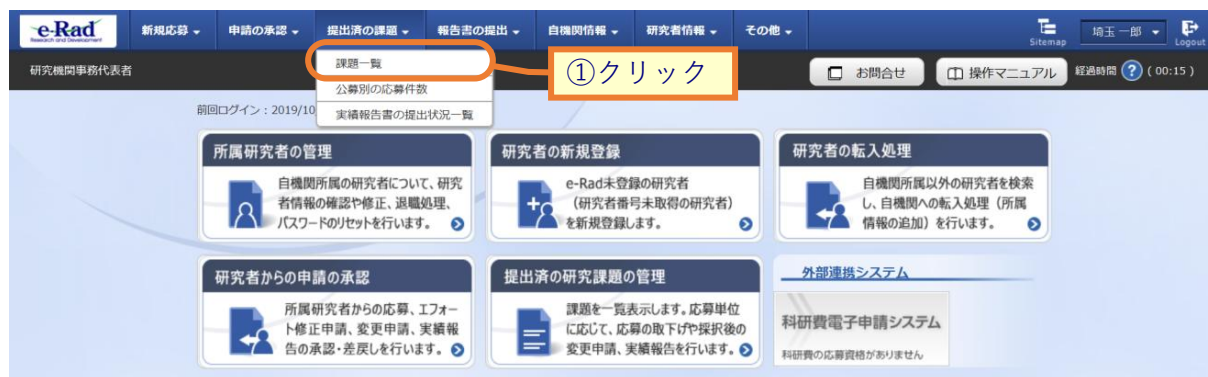 e-Rad
Research and Development
新規応募
申請の承認
提出済の課題
報告書の提出
自機関情報
研究者情報
その他
Sitemap
埼玉 一郎
Logout
研究機関事務代表者
課題一覧
公募別の応募件数
実績報告書の提出状況一覧
①クリック
お問合せ
操作マニュアル
経過時間 ? ( 00:15 )
前回ログイン : 2019/10
所属研究者の管理
自機関所属の研究者について、研究
者情報の確認や修正、退職処理、
パスワードのリセットを行います。
研究者の新規登録
e-Rad未登録の研究者
(研究者番号未取得の研究者)
を新規登録します。
研究者の転入処理
自機関所属以外の研究者を検索
し、自機関への転入処理（所属
情報の追加）を行います。
研究者からの申請の承認
所属研究者からの応募、エフォー
ト修正申請、変更申請、実績報
告の承認・差戻しを行います。
提出済の研究課題の管理
課題を一覧表示します。応募単位
に応じて、応募の取下げや採択後の
変更申請、実績報告を行います。
外部連携システム
科研費電子申請システム
科研費の応募資格がありません